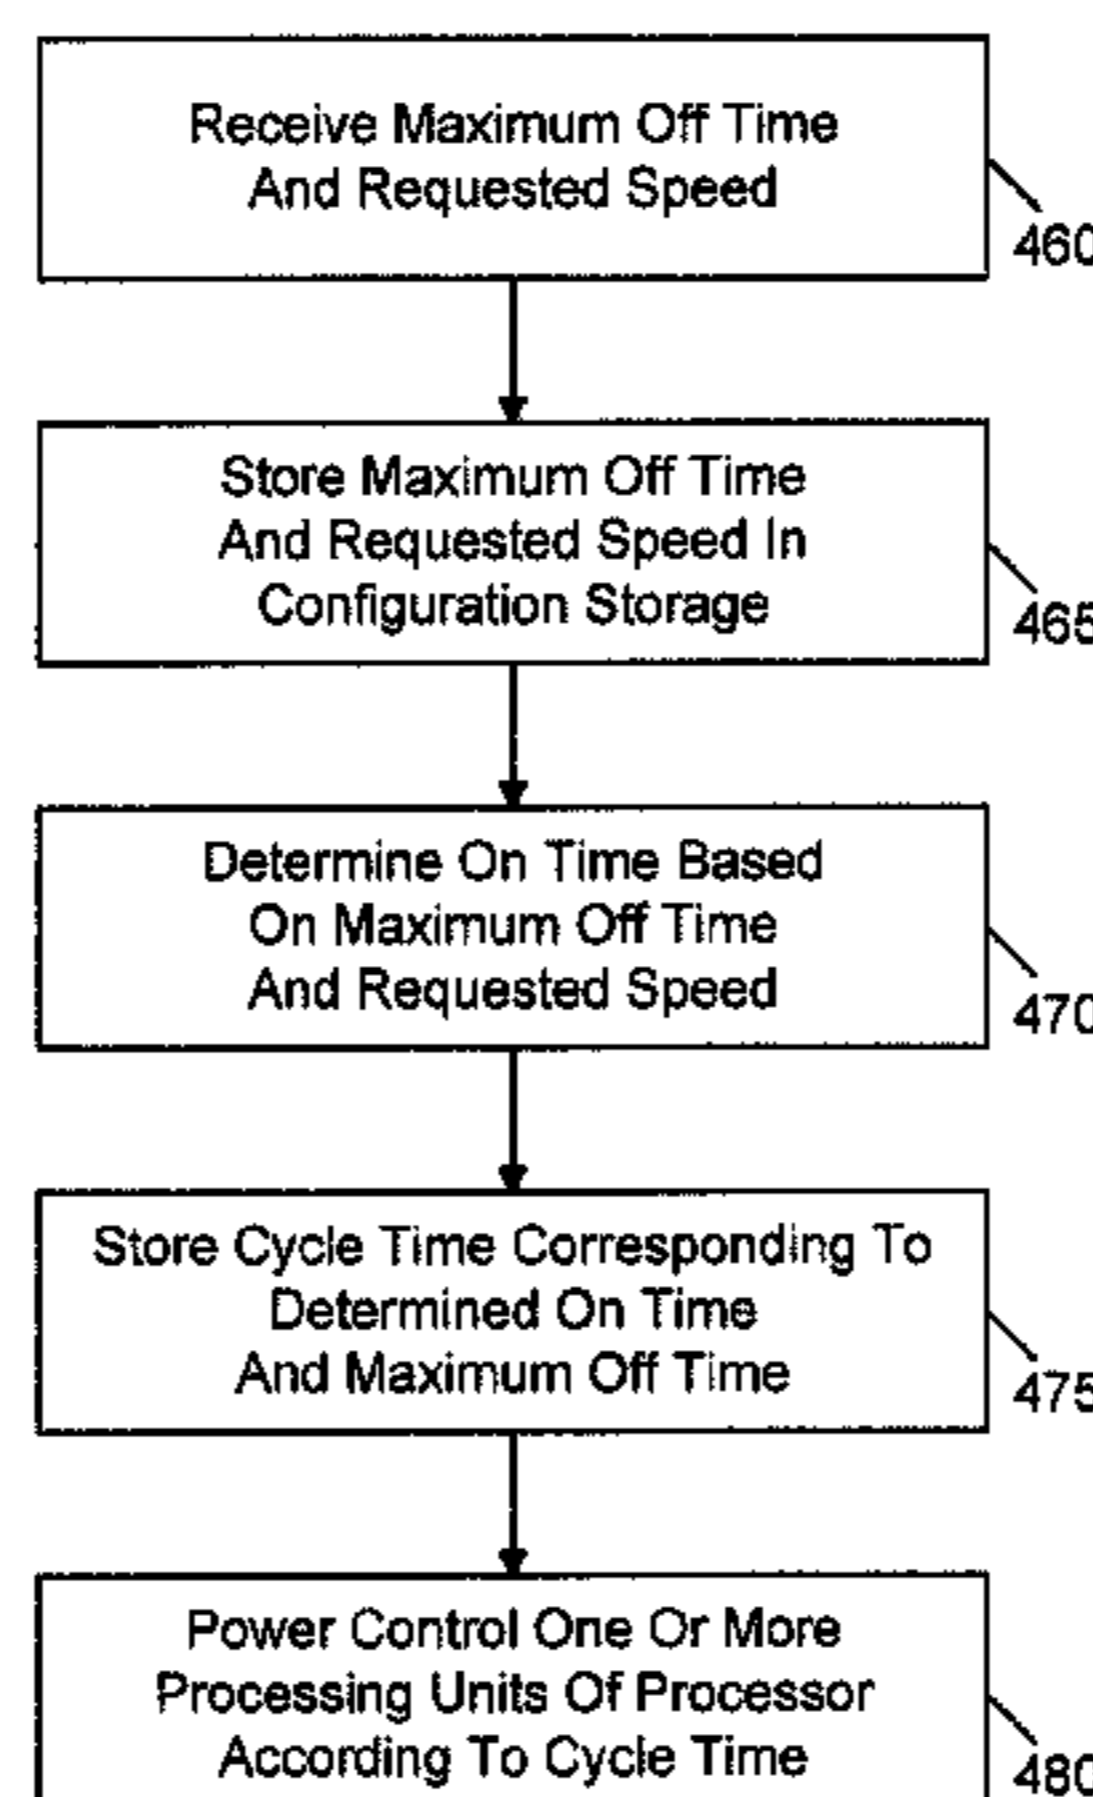 Receive Maximum Off Time
And Requested Speed
460
Store Maximum Off Time
And Requested Speed In
Configuration Storage
465
Determine On Time Based
On Maximum Off Time
And Requested Speed
470
Store Cycle Time Corresponding To
Determined On Time
And Maximum Off Time
475
Power Control One Or More
Processing Units Of Processor
According To Cycle Time
480